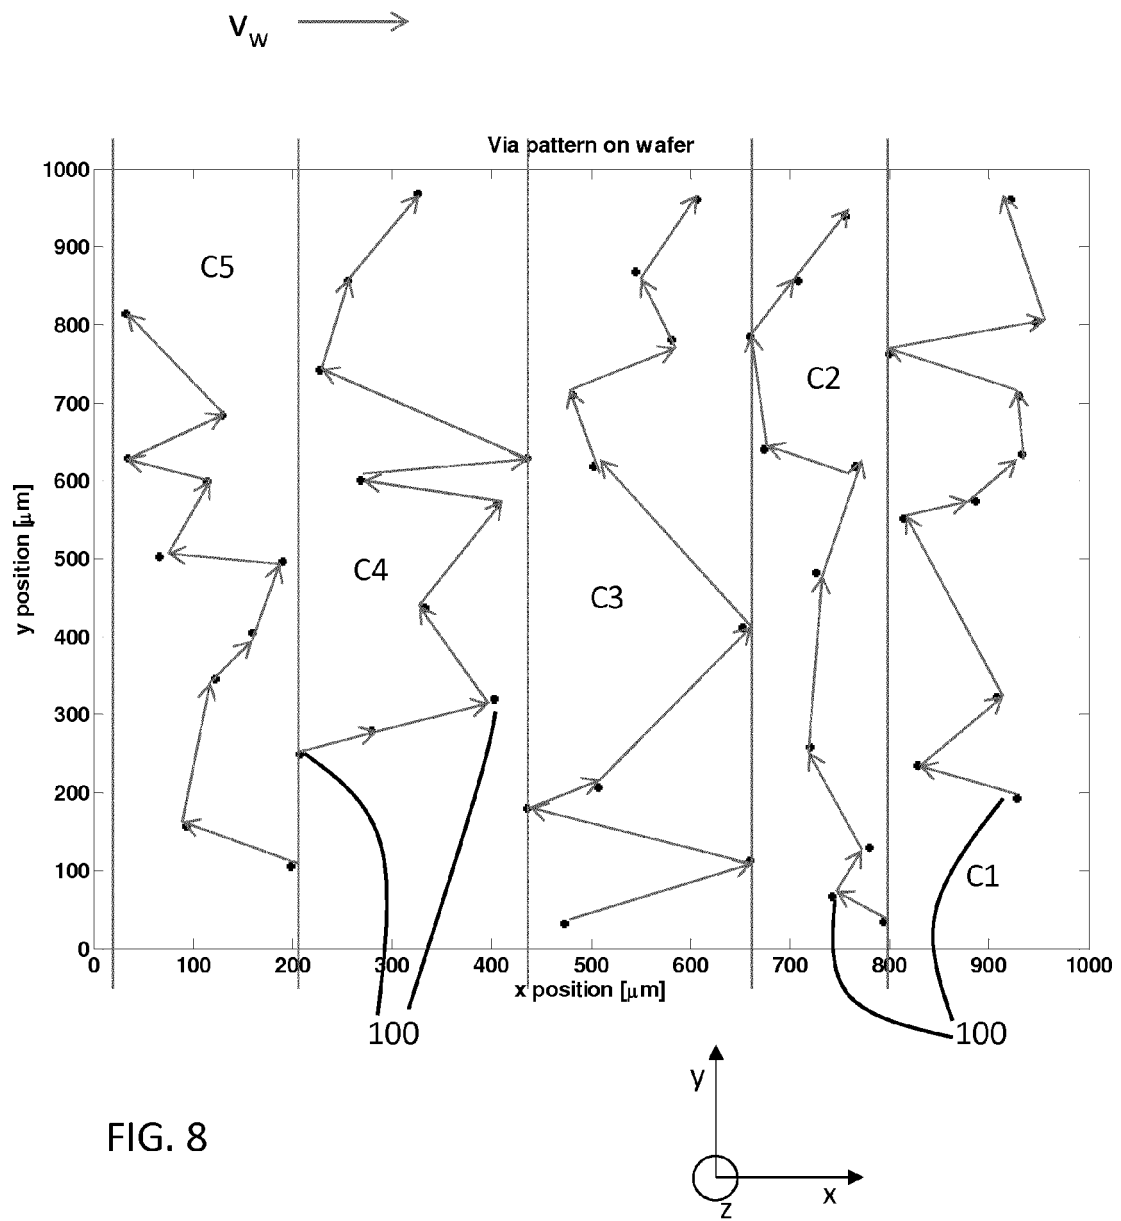 Vw
Via pattern on wafer
1000
900
800
700
600
500
400
300
200
100
0
y position [μm]
C5
C4
C3
C2
C1
0 100 200 300 400 500 600 700 800 900 1000
x position [μm]
100
100
y
x
z
FIG. 8